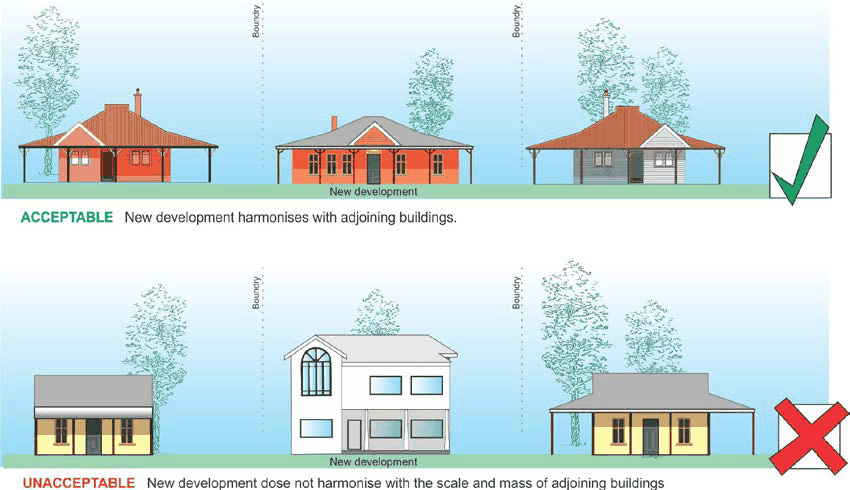 Boundry
Boundry
New development
ACCEPTABLE New development harmonises with adjoining buildings.
Boundry
Boundry
New development
UNACCEPTABLE New development dose not harmonise with the scale and mass of adjoining buildings